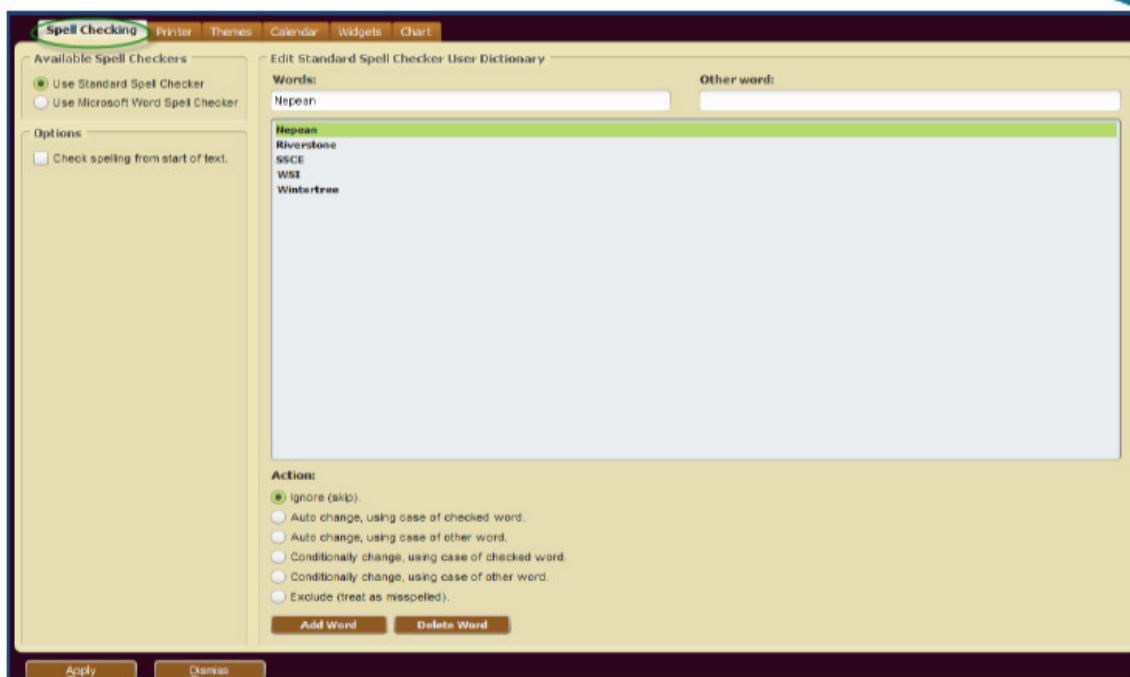 Spell Checking Printer Themes Calendar Widgets Chart
Available Spell Checkers
Use Standard Spell Checker
Use Microsoft Word Spell Checker
Options
Check spelling from start of text.
Edit Standard Spell Checker User Dictionary
Words: Other word:
Nepean
Nepean
Riverstone
SSCE
WSI
Wintertree
Action:
Ignore (skip).
Auto change, using case of checked word.
Auto change, using case of other word.
Conditionally change, using case of checked word.
Conditionally change, using case of other word.
Exclude (treat as misspelled).
Add Word Delete Word
Apply Dismiss